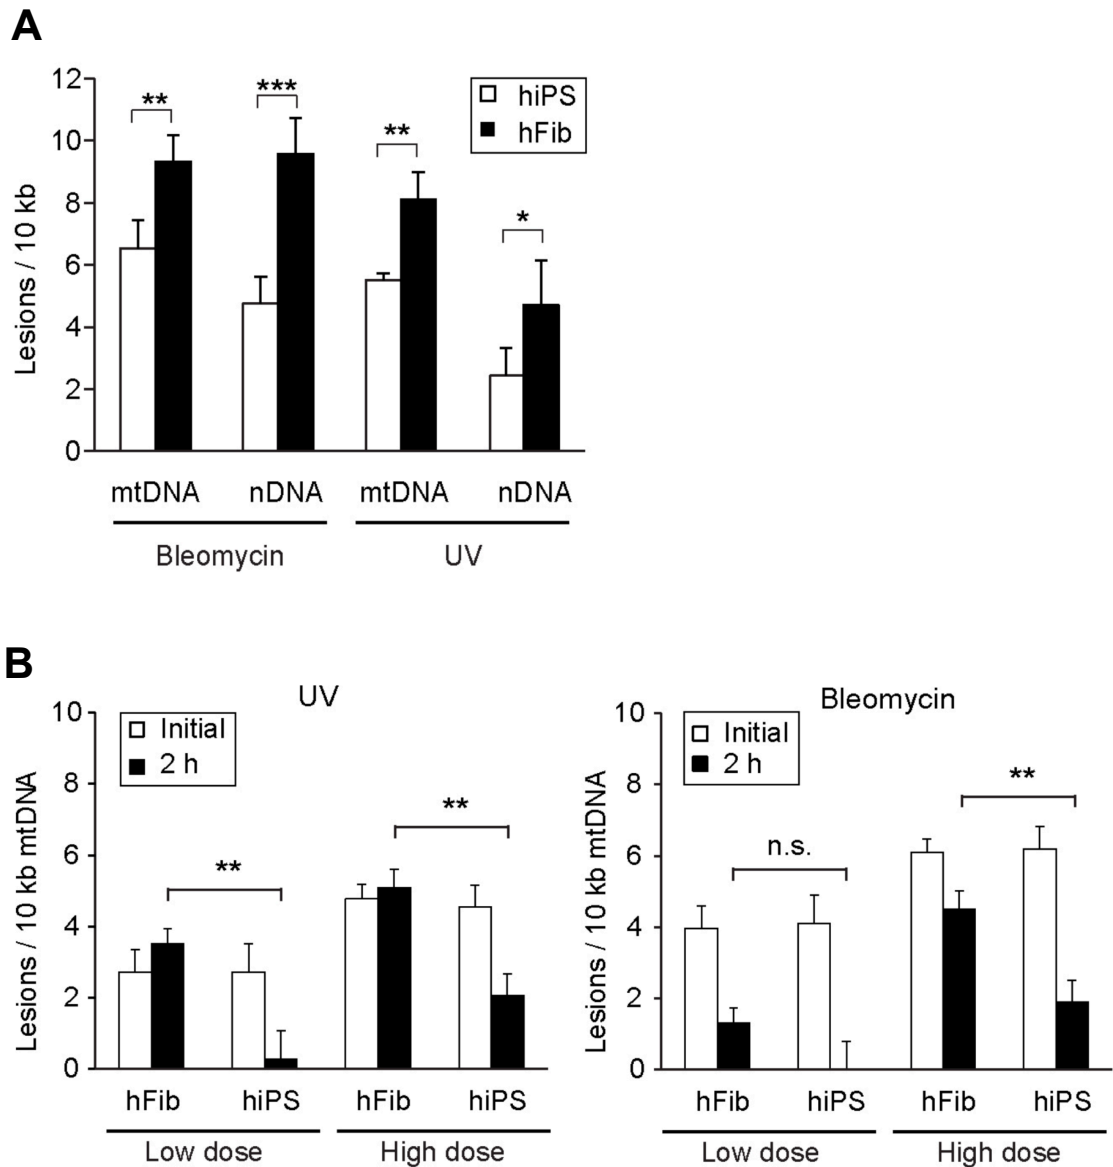 A
12
10
8
6
4
2
0
Lesions / 10 kb
** *** ** *
hiPS
hFib
mtDNA nDNA mtDNA nDNA
Bleomycin UV
B
UV
10
8
6
4
2
0
Lesions / 10 kb mtDNA
Initial
2 h
** **
hFib hiPS hFib hiPS
Low dose High dose
Bleomycin
10
8
6
4
2
0
Lesions / 10 kb mtDNA
Initial
2 h
n.s. **
hFib hiPS hFib hiPS
Low dose High dose